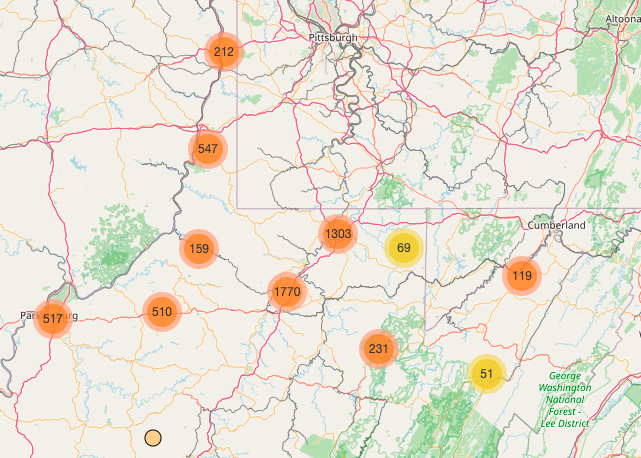 Altoona
Pittsburgh
212
547
Cumberland
1303
69
159
119
1770
510
517
231
51
George
Washington
National
Forest -
Lee District